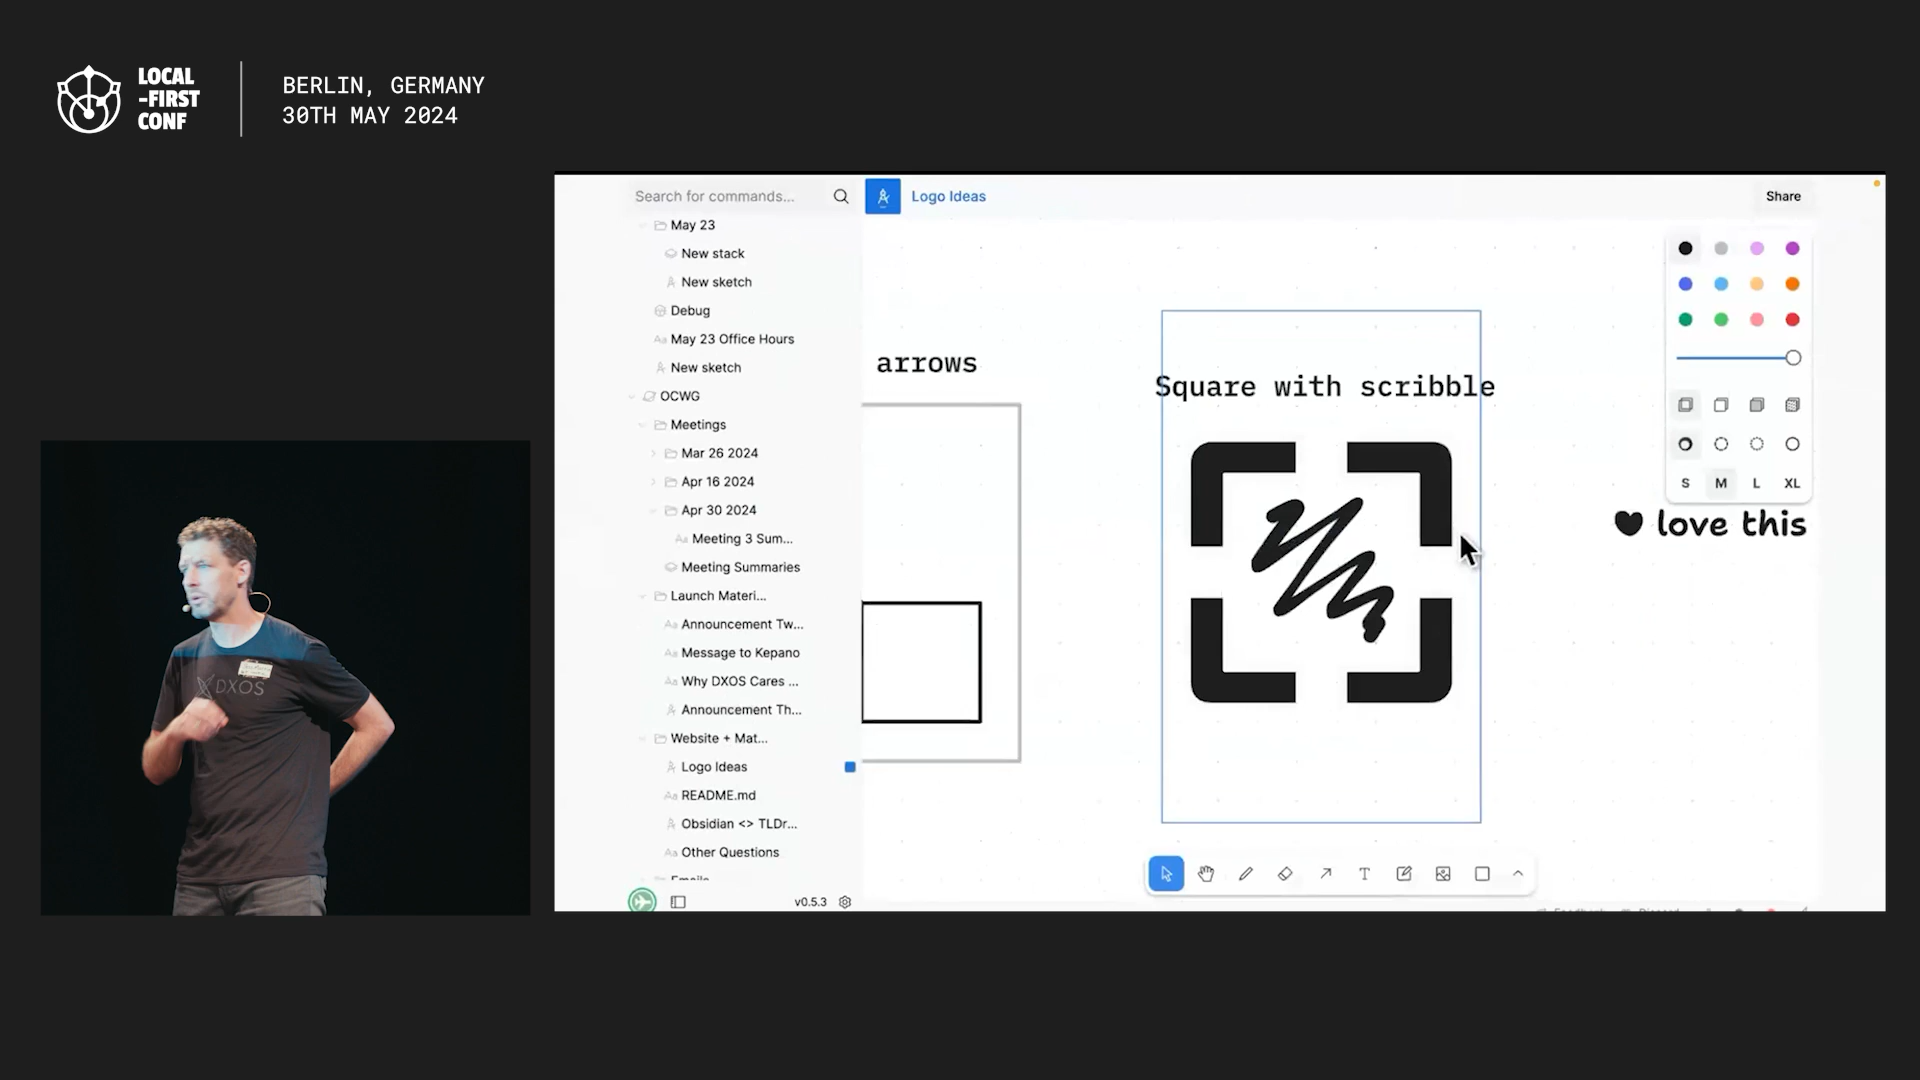 LOCAL
-FIRST
CONF
BERLIN, GERMANY
30TH MAY 2024
Search for commands...
Logo Ideas
Share
May 23
New stack
New sketch
Debug
May 23 Office Hours
New sketch
OCWG
Meetings
Mar 26 2024
Apr 16 2024
Apr 30 2024
Meeting 3 Sum...
Meeting Summaries
Launch Materi...
Announcement Tw...
Message to Kepano
Why DXOS Cares ...
Announcement Th...
Website + Mat...
Logo Ideas
README.md
Obsidian <> TLDr...
Other Questions
v0.5.3
arrows
Square with scribble
love this
S M L XL
DXOS